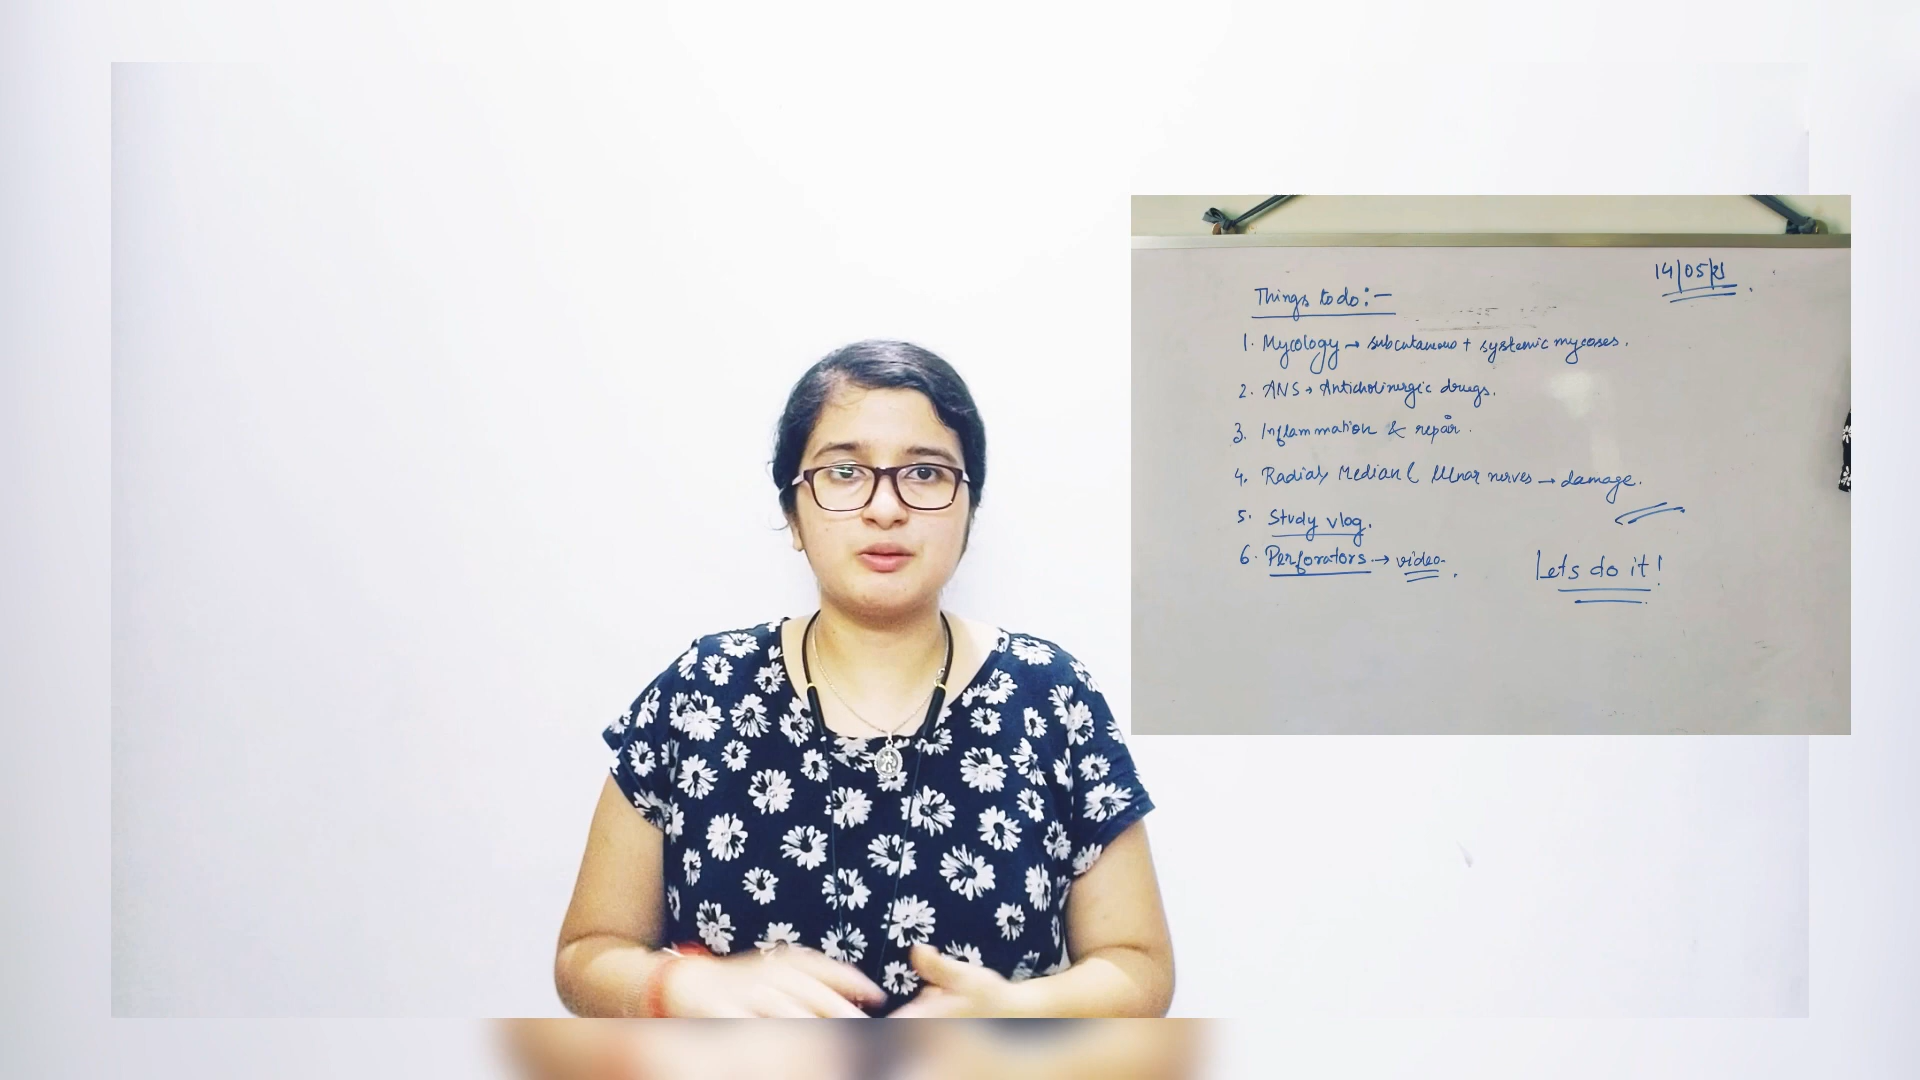 14/05/21
Things to do:-
1. Mycology → subcutaneous + systemic mycoses.
2. ANS → Anticholinergic drugs.
3. Inflammation & repair.
4. Radial, Median & Ulnar nerves → damage.
5. Study vlog.
6. Perforators → video.
Lets do it!